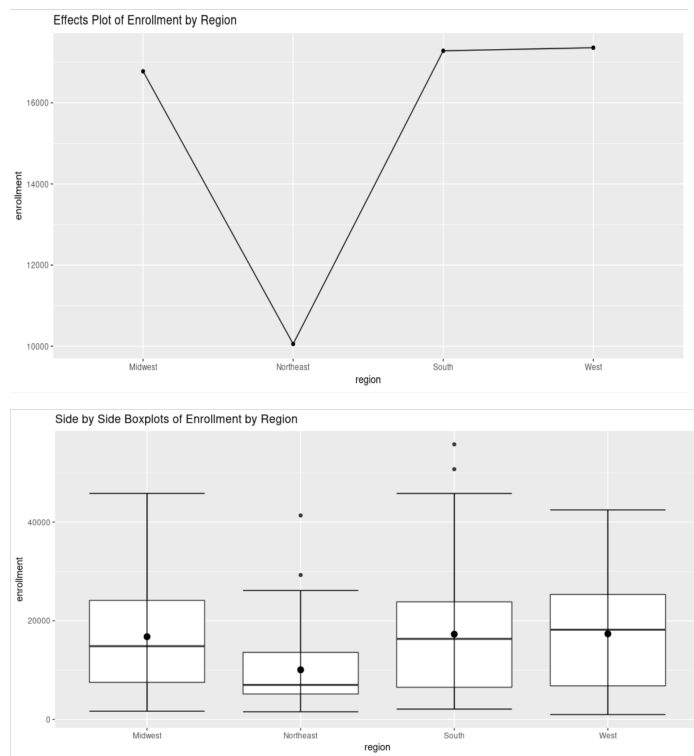 Effects Plot of Enrollment by Region
enrollment
16000
14000
12000
10000
Midwest Northeast South West
region
Side by Side Boxplots of Enrollment by Region
enrollment
40000
20000
0
Midwest Northeast South West
region